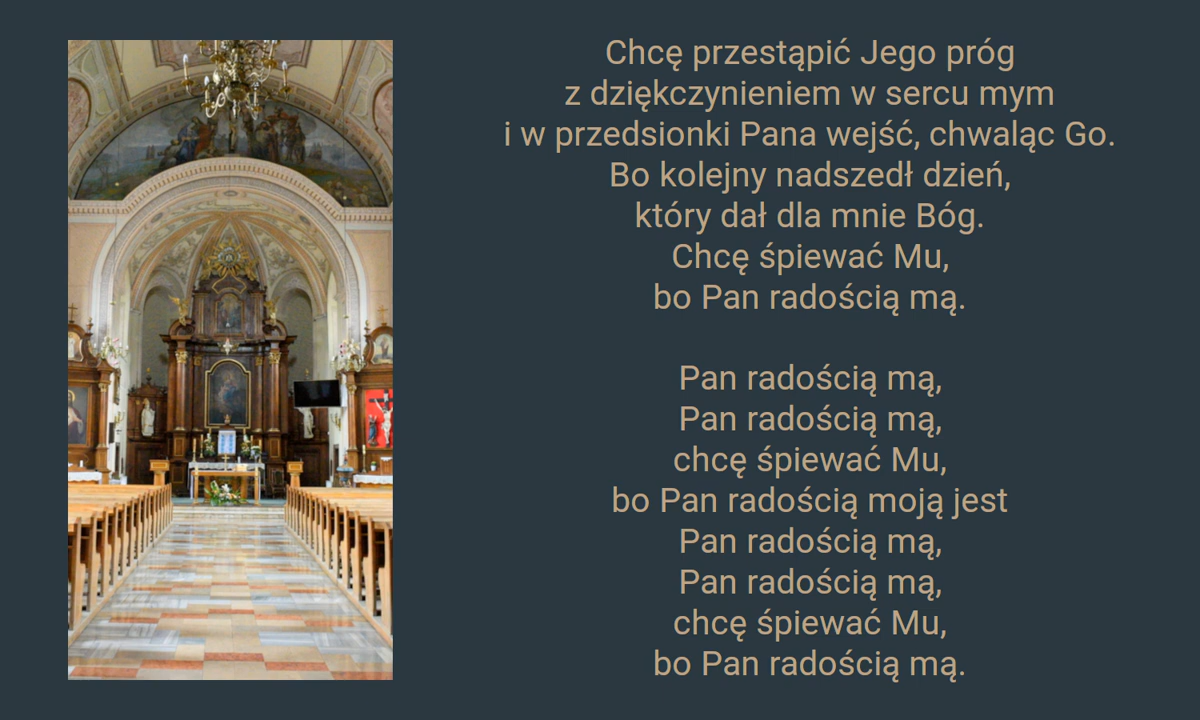 Chcę przestąpić Jego próg
z dziękczynieniem w sercu mym
i w przedsionki Pana wejść, chwaląc Go.
Bo kolejny nadszedł dzień,
który dał dla mnie Bóg.
Chcę śpiewać Mu,
bo Pan radością mą.
Pan radością mą,
Pan radością mą,
chcę śpiewać Mu,
bo Pan radością moją jest
Pan radością mą,
Pan radością mą,
chcę śpiewać Mu,
bo Pan radością mą.